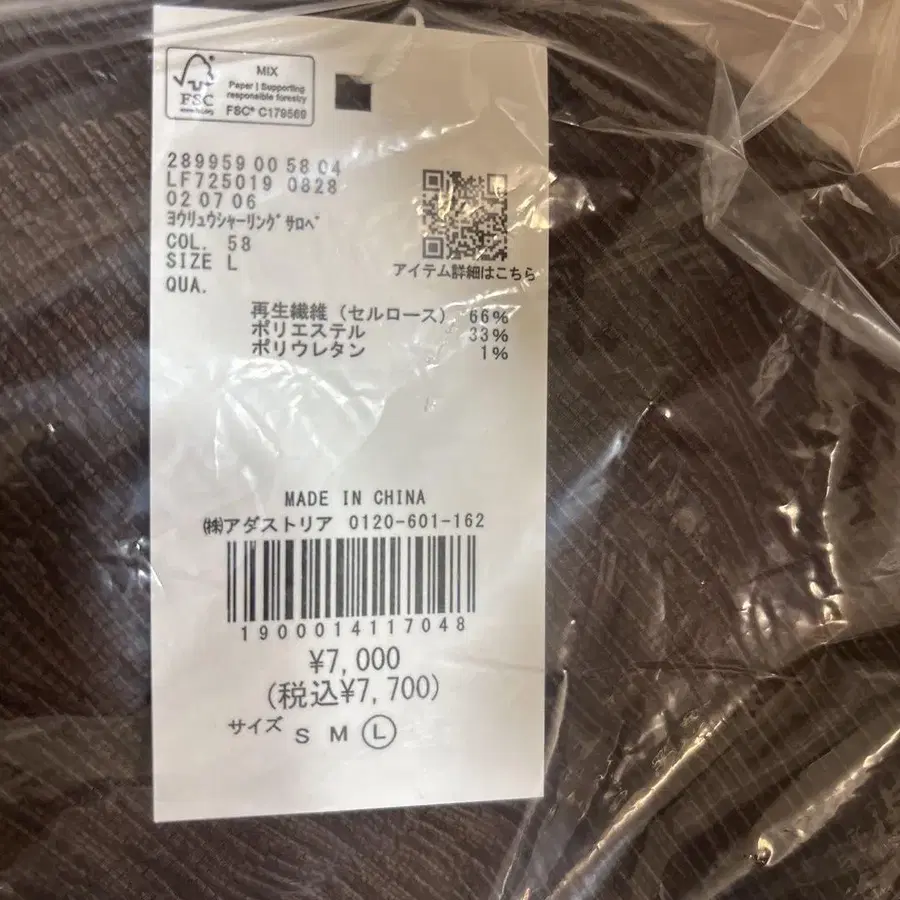 FSC
MIX
Paper | Supporting
responsible forestry
FSC® C179569
289959 00 58 04
LF725019 0828
02 07 06
ﾖｳﾘｭｳｼｬｰﾘﾝｸﾞｻﾛﾍﾟ
COL. 58
SIZE L
QUA.
アイテム詳細はこちら
再生繊維（セルロース） 66%
ポリエステル 33%
ポリウレタン 1%
MADE IN CHINA
㈱アダストリア 0120-601-162
1900014117048
¥7,000
(税込¥7,700)
サイズ S M L